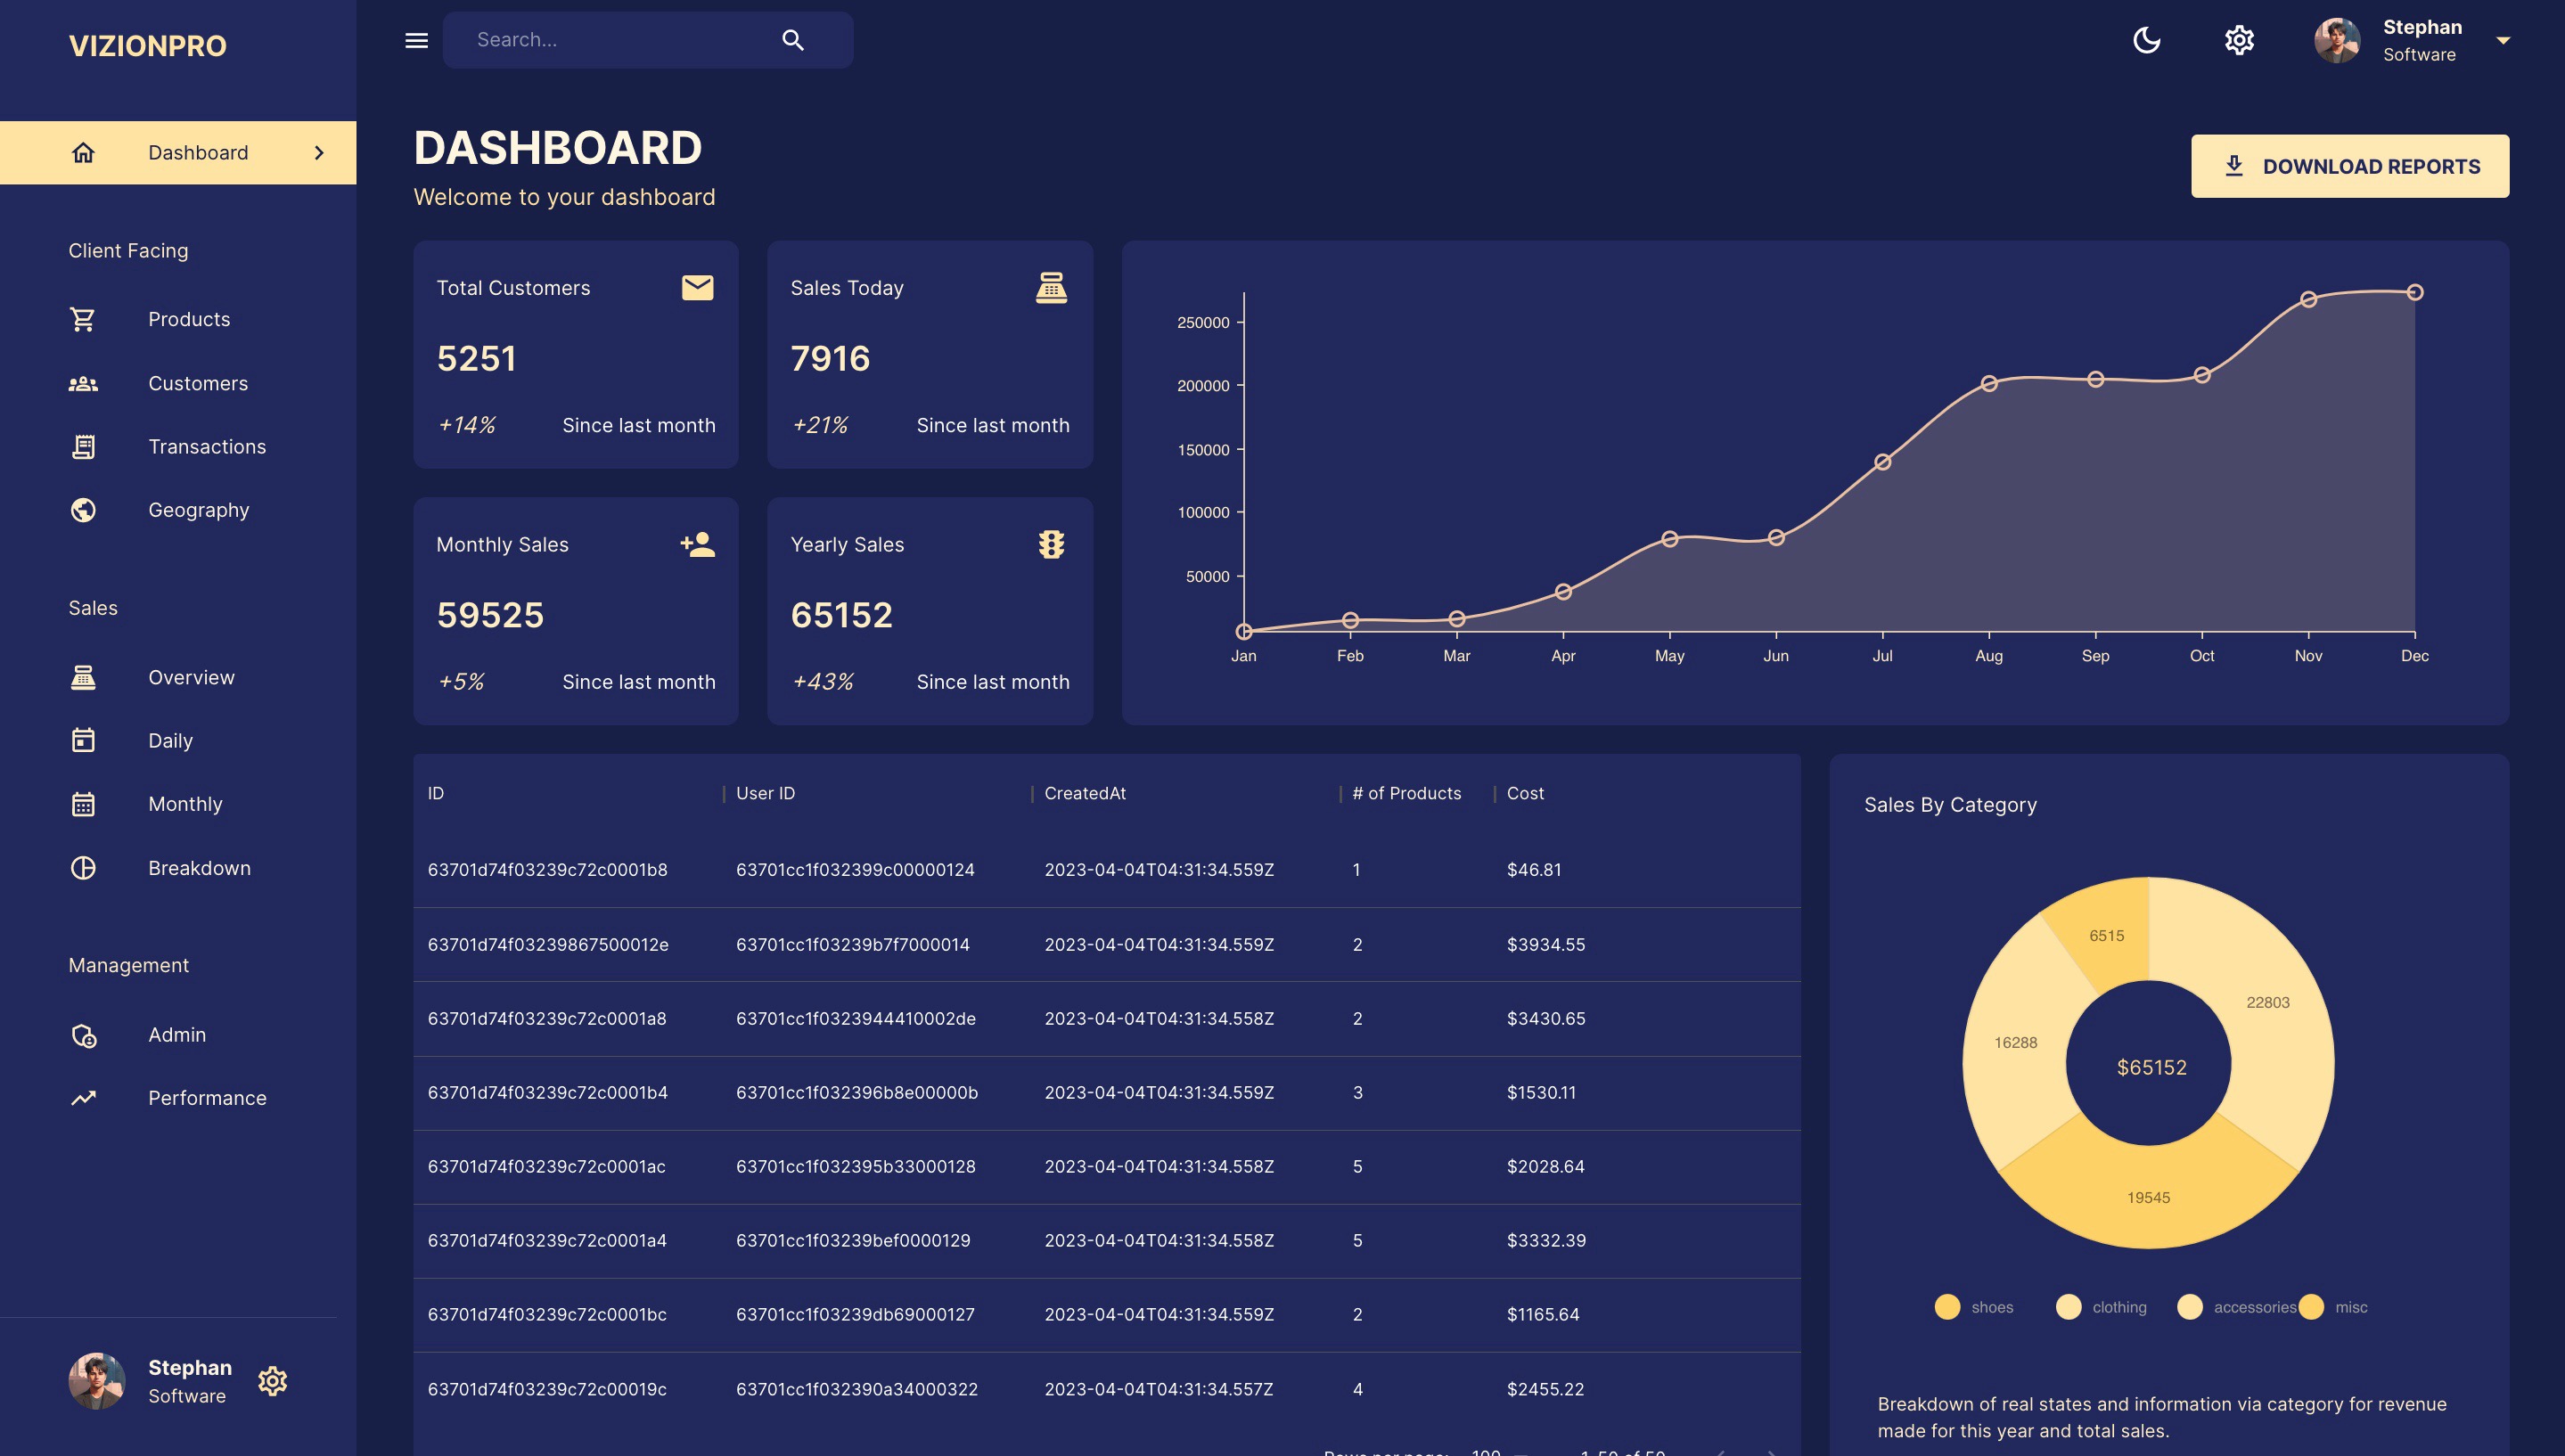 VIZIONPRO
Search...
Stephan
Software
Dashboard
Client Facing
Products
Customers
Transactions
Geography
Sales
Overview
Daily
Monthly
Breakdown
Management
Admin
Performance
Stephan
Software
DASHBOARD
Welcome to your dashboard
DOWNLOAD REPORTS
Total Customers
5251
+14% Since last month
Sales Today
7916
+21% Since last month
Monthly Sales
59525
+5% Since last month
Yearly Sales
65152
+43% Since last month
250000
200000
150000
100000
50000
Jan Feb Mar Apr May Jun Jul Aug Sep Oct Nov Dec
ID User ID CreatedAt # of Products Cost
63701d74f03239c72c0001b8 63701cc1f032399c00000124 2023-04-04T04:31:34.559Z 1 $46.81
63701d74f03239867500012e 63701cc1f03239b7f7000014 2023-04-04T04:31:34.559Z 2 $3934.55
63701d74f03239c72c0001a8 63701cc1f0323944410002de 2023-04-04T04:31:34.558Z 2 $3430.65
63701d74f03239c72c0001b4 63701cc1f032396b8e00000b 2023-04-04T04:31:34.559Z 3 $1530.11
63701d74f03239c72c0001ac 63701cc1f032395b33000128 2023-04-04T04:31:34.558Z 5 $2028.64
63701d74f03239c72c0001a4 63701cc1f03239bef0000129 2023-04-04T04:31:34.558Z 5 $3332.39
63701d74f03239c72c0001bc 63701cc1f03239db69000127 2023-04-04T04:31:34.559Z 2 $1165.64
63701d74f03239c72c00019c 63701cc1f032390a34000322 2023-04-04T04:31:34.557Z 4 $2455.22
Rows per page: 100 1-50 of 50
Sales By Category
6515
22803
16288
$65152
19545
shoes clothing accessories misc
Breakdown of real states and information via category for revenue
made for this year and total sales.